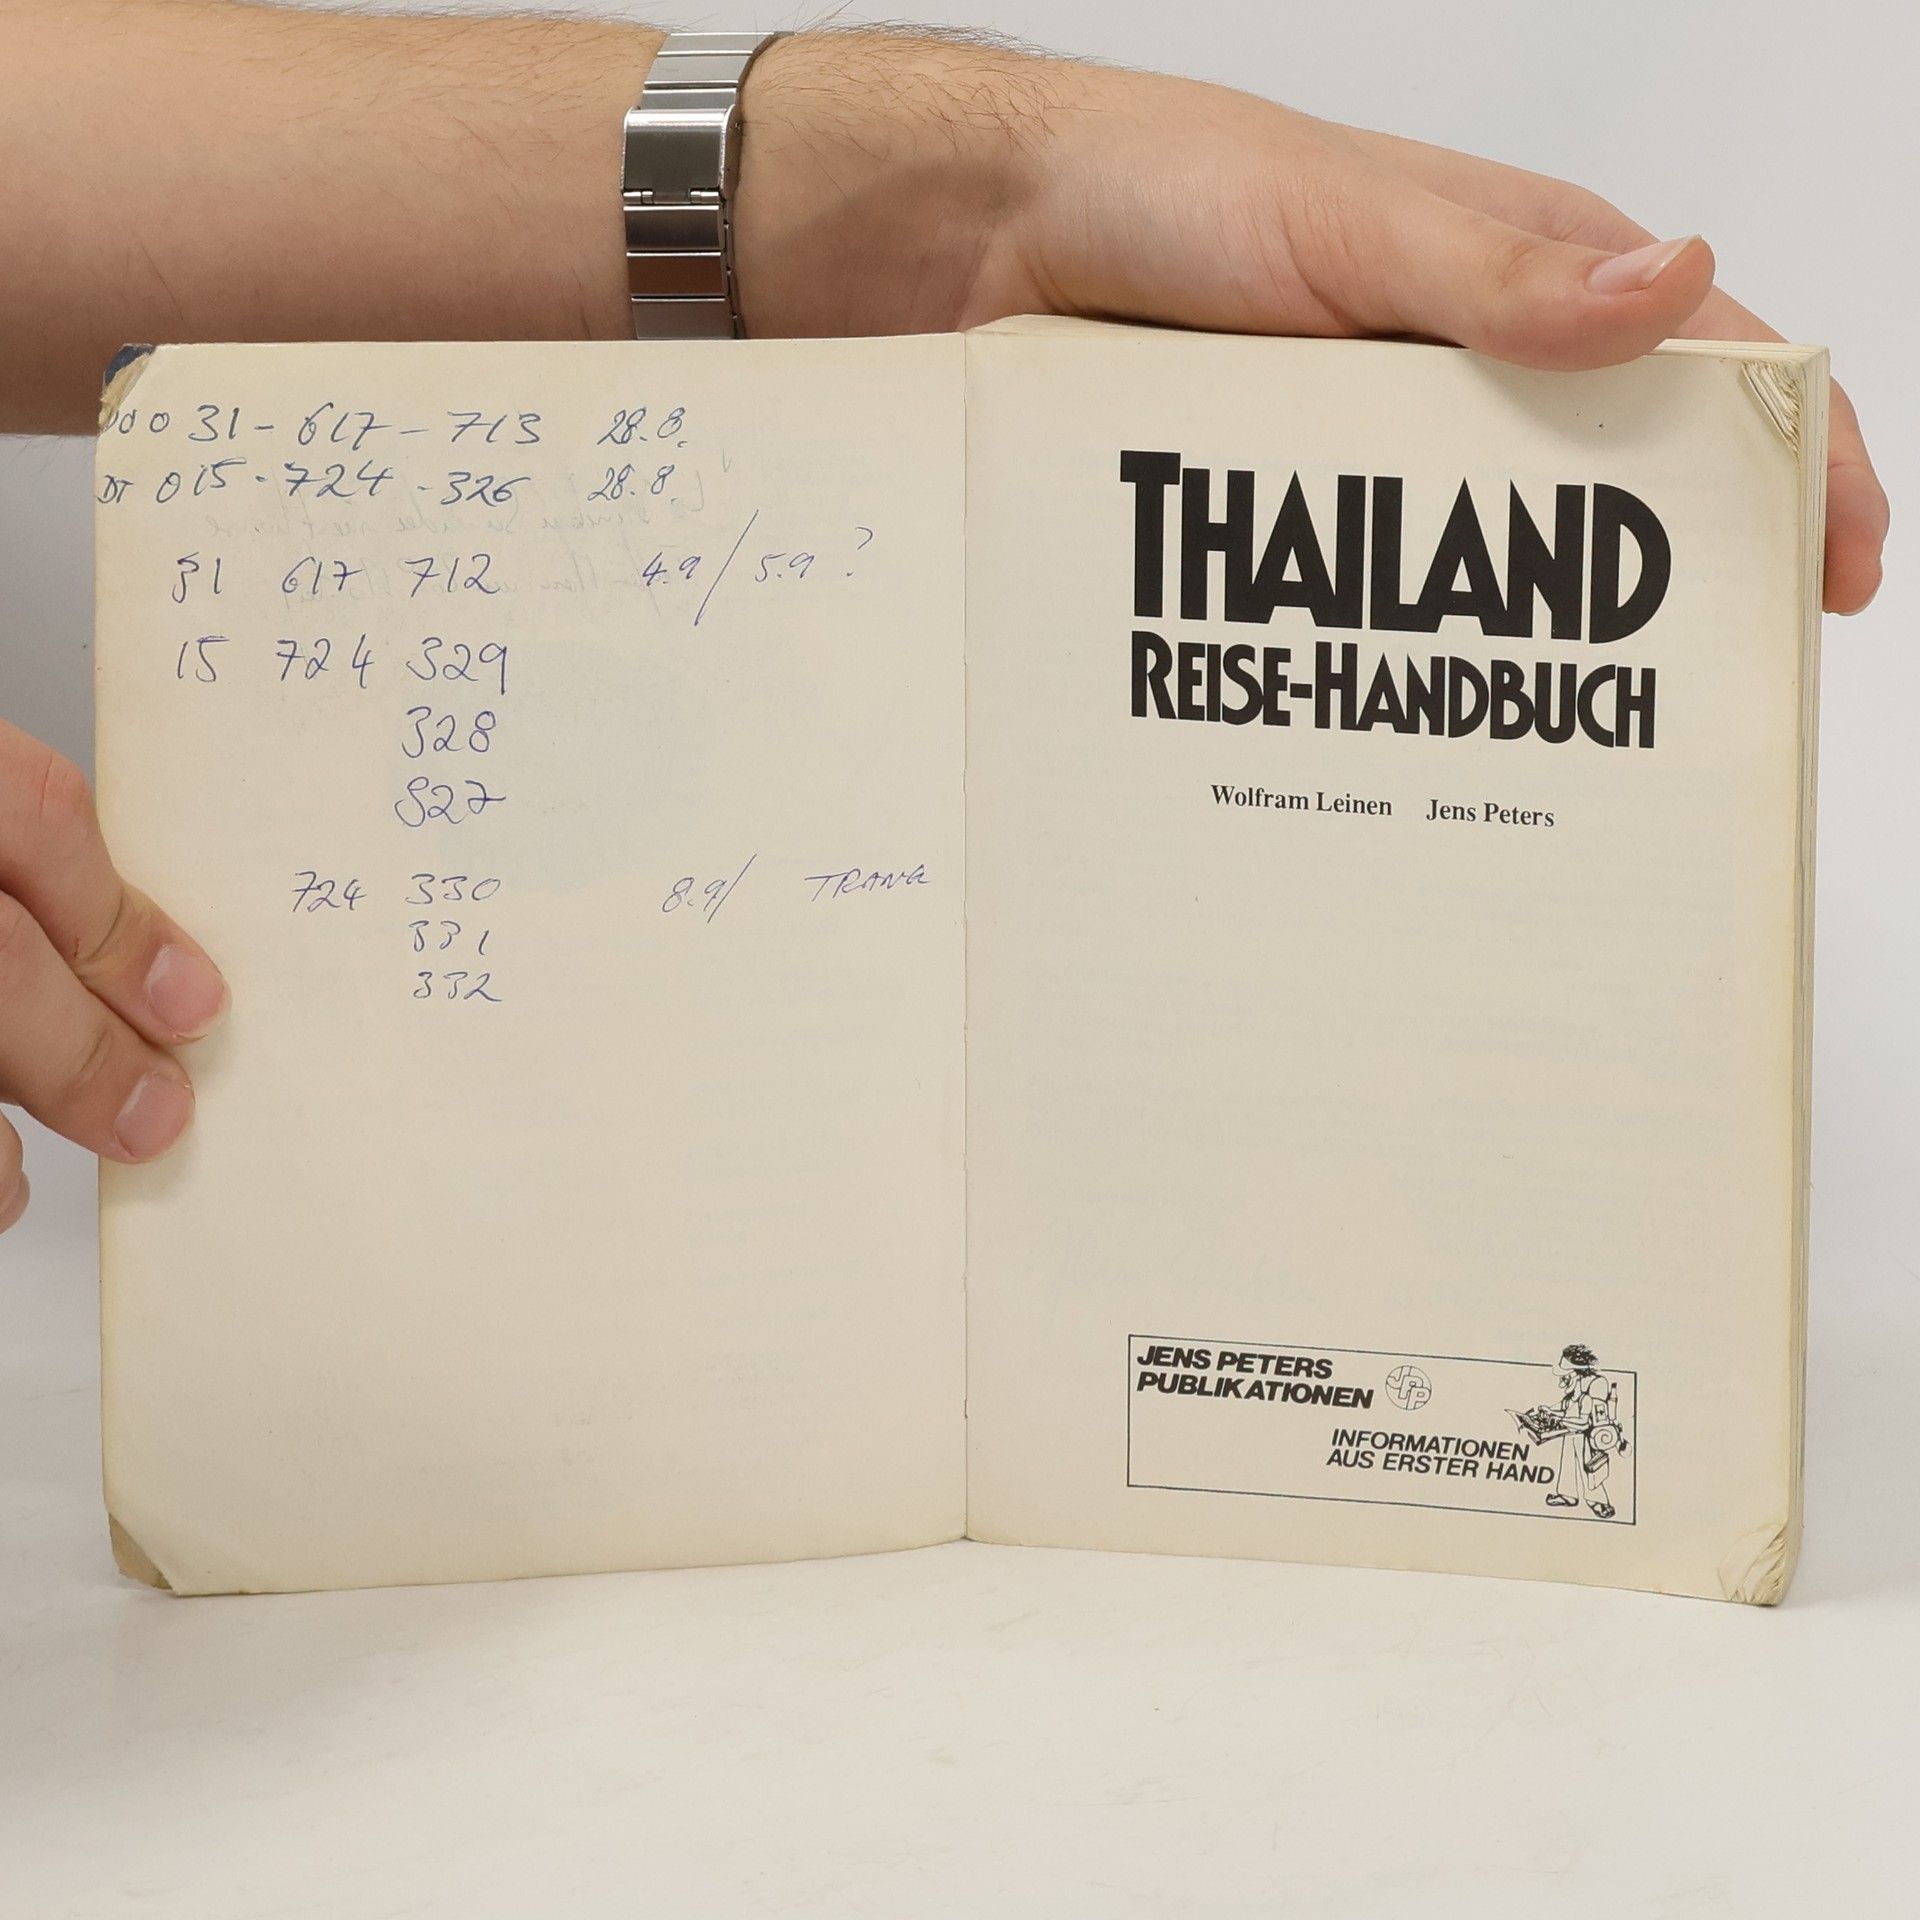 31 - 617 - 713 28.8.
DT 015 - 724 - 326 28.8.
31 617 712 4.9 / 5.9 ?
15 724 329
328
327
724 330 8.9/ TRANG
331
332
THAILAND
REISE-HANDBUCH
Wolfram Leinen Jens Peters
JENS PETERS
PUBLIKATIONEN JPP
INFORMATIONEN
AUS ERSTER HAND